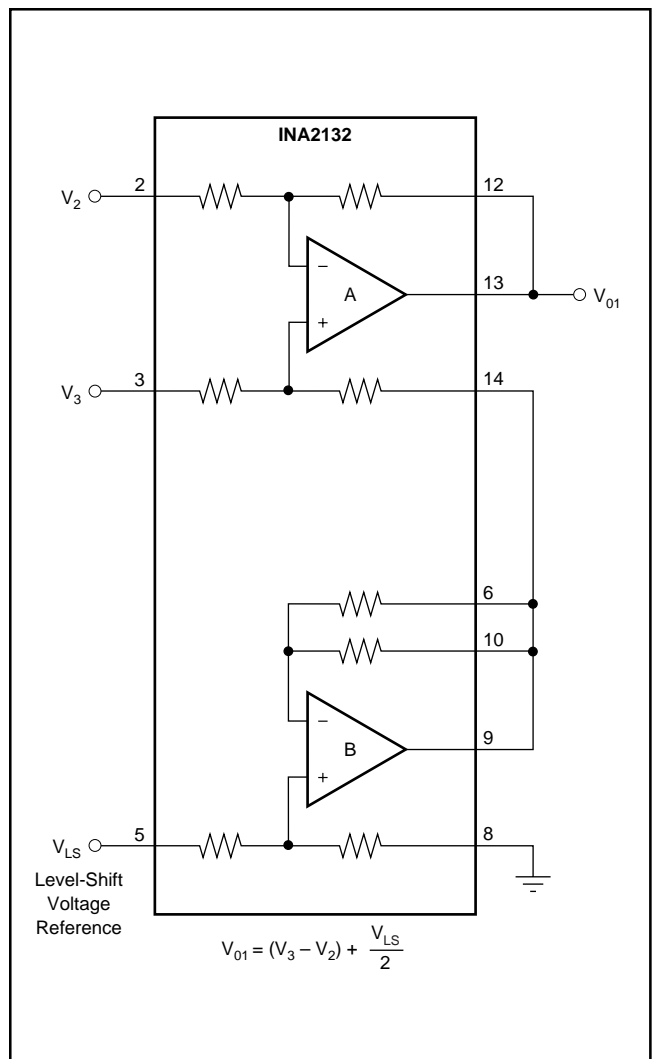 INA2132
2
12
V2
−
A
13
V01
+
3
14
V3
6
10
−
B
9
+
5
8
VLS
Level-Shift
Voltage
Reference
V01 = (V3 – V2) + VLS/2